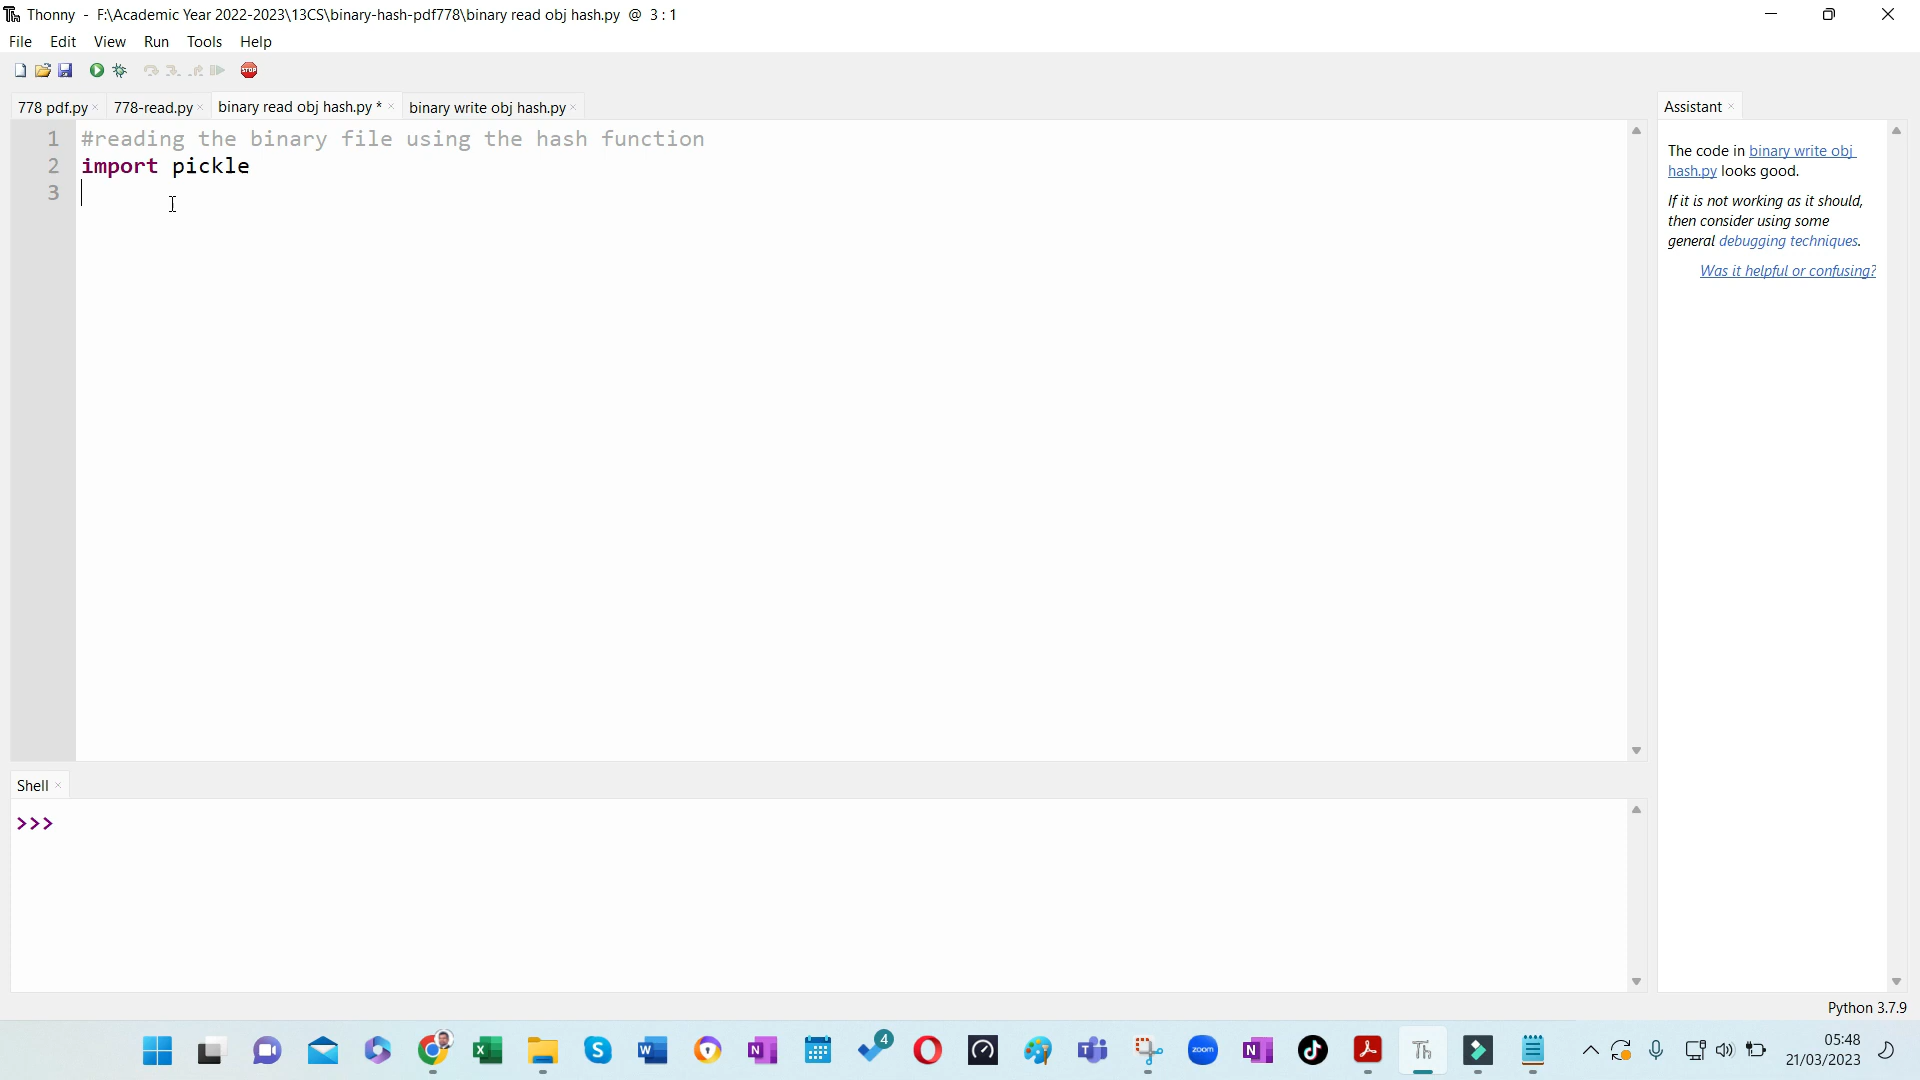 Thonny - F:\Academic Year 2022-2023\13CS\binary-hash-pdf778\binary read obj hash.py @ 3 : 1
File Edit View Run Tools Help
STOP
778 pdf.py × 778-read.py × binary read obj hash.py * × binary write obj hash.py ×
Assistant ×
1 #reading the binary file using the hash function
2 import pickle
3
The code in binary write obj
hash.py looks good.
If it is not working as it should,
then consider using some
general debugging techniques.
Was it helpful or confusing?
Shell ×
>>>
Python 3.7.9
4
zoom
Th
05:48
21/03/2023